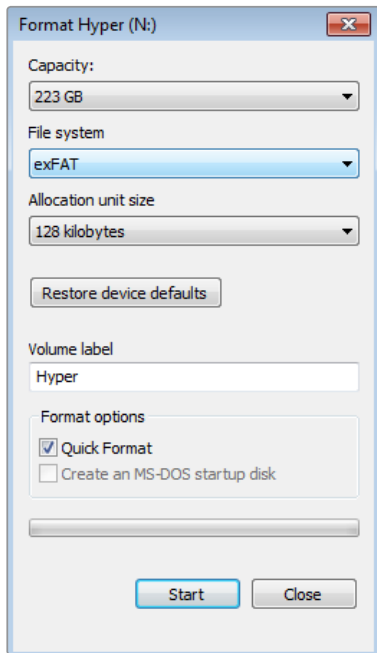 Format Hyper (N:)
Capacity:
223 GB
File system
exFAT
Allocation unit size
128 kilobytes
Restore device defaults
Volume label
Hyper
Format options
Quick Format
Create an MS-DOS startup disk
Start Close